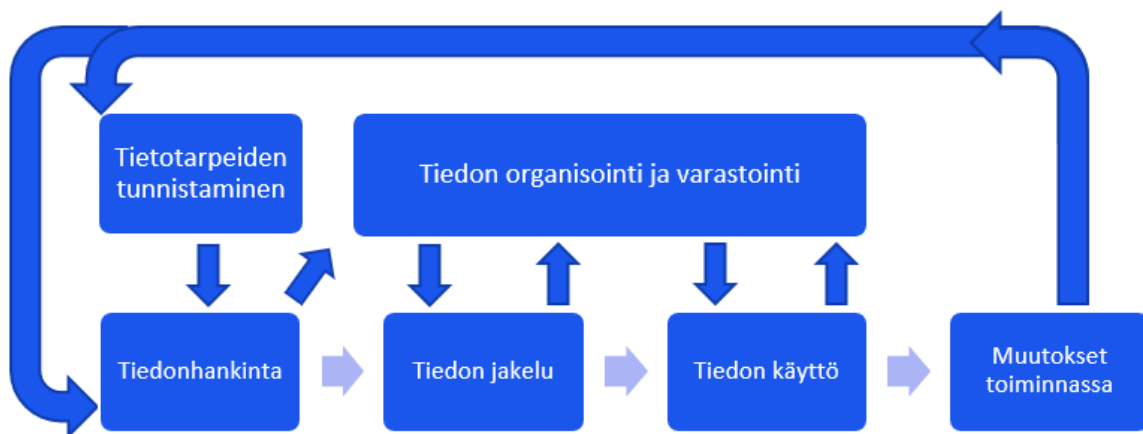 Tietotarpeiden
tunnistaminen
Tiedon organisointi ja varastointi
Tiedonhankinta
Tiedon jakelu
Tiedon käyttö
Muutokset
toiminnassa